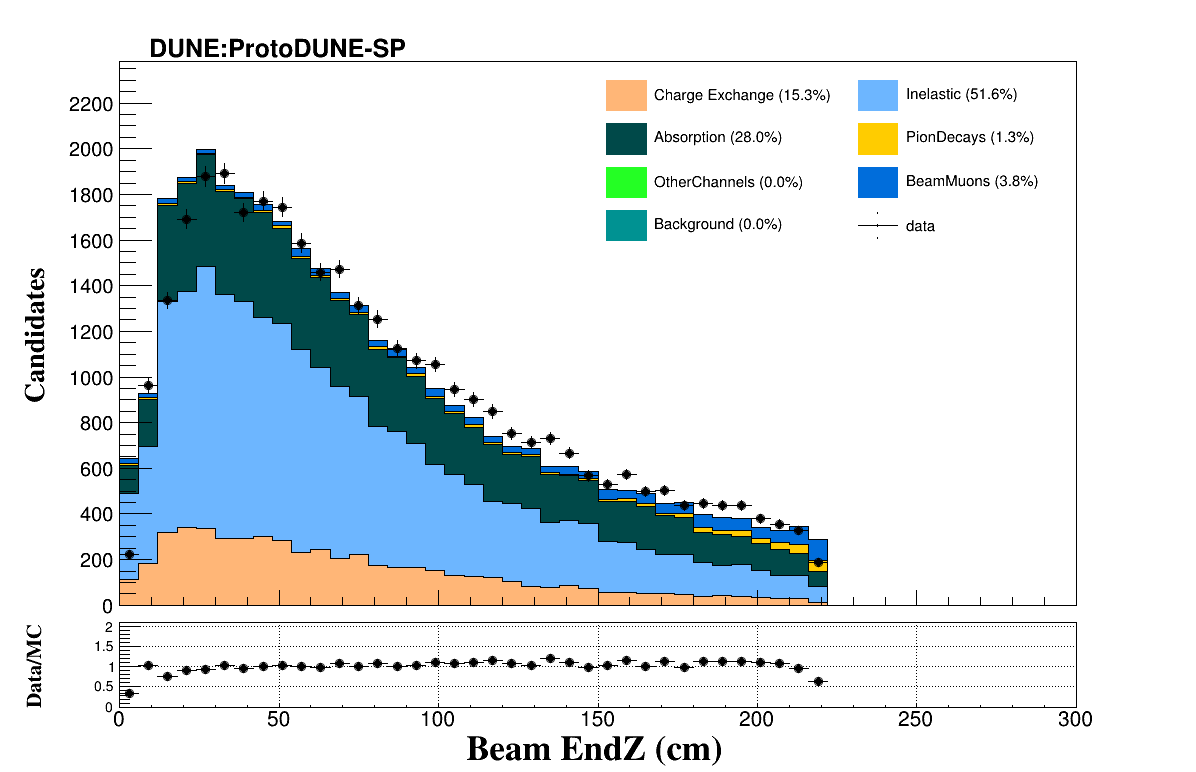 DUNE:ProtoDUNE-SP
Charge Exchange (15.3%)
Inelastic (51.6%)
Absorption (28.0%)
PionDecays (1.3%)
OtherChannels (0.0%)
BeamMuons (3.8%)
Background (0.0%)
data
Candidates
2200
2000
1800
1600
1400
1200
1000
800
600
400
200
0
Data/MC
2
1.5
1
0.5
0
0 50 100 150 200 250 300
Beam EndZ (cm)